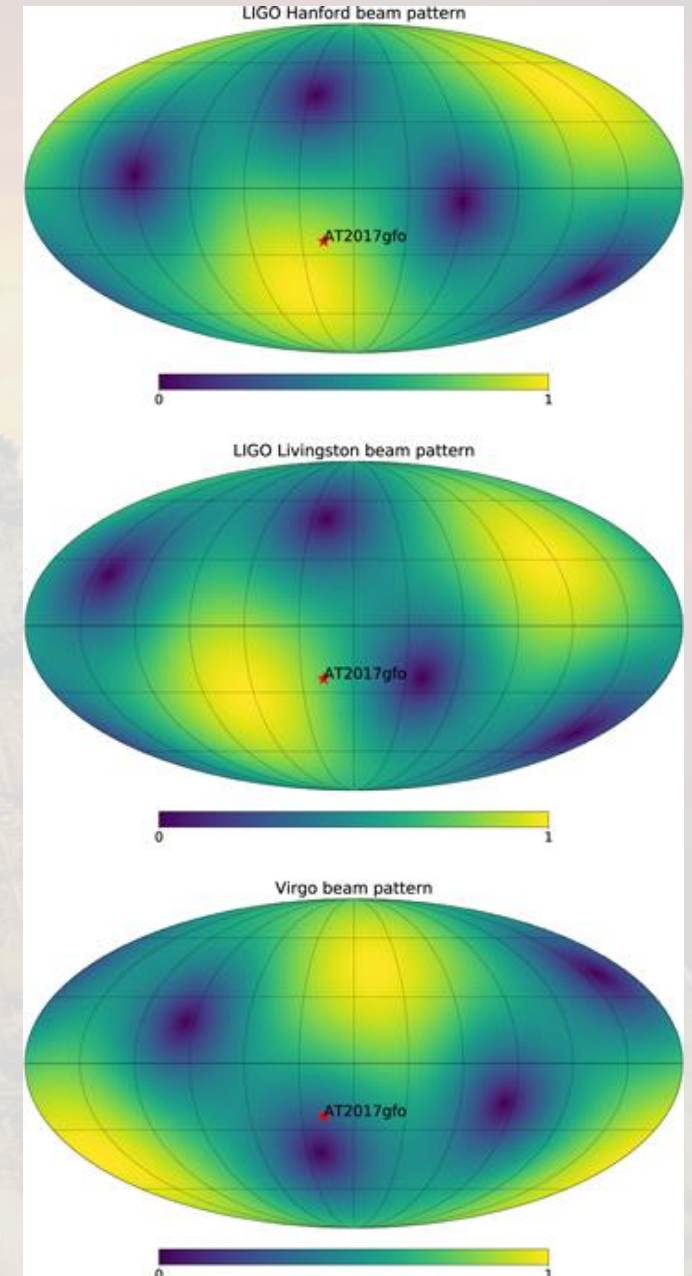 LIGO Hanford beam pattern
AT2017gfo
0 1
LIGO Livingston beam pattern
AT2017gfo
0 1
Virgo beam pattern
AT2017gfo
0 1